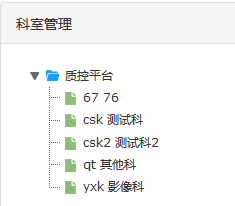 科室管理
质控平台
67 76
csk 测试科
csk2 测试科2
qt 其他科
yxk 影像科